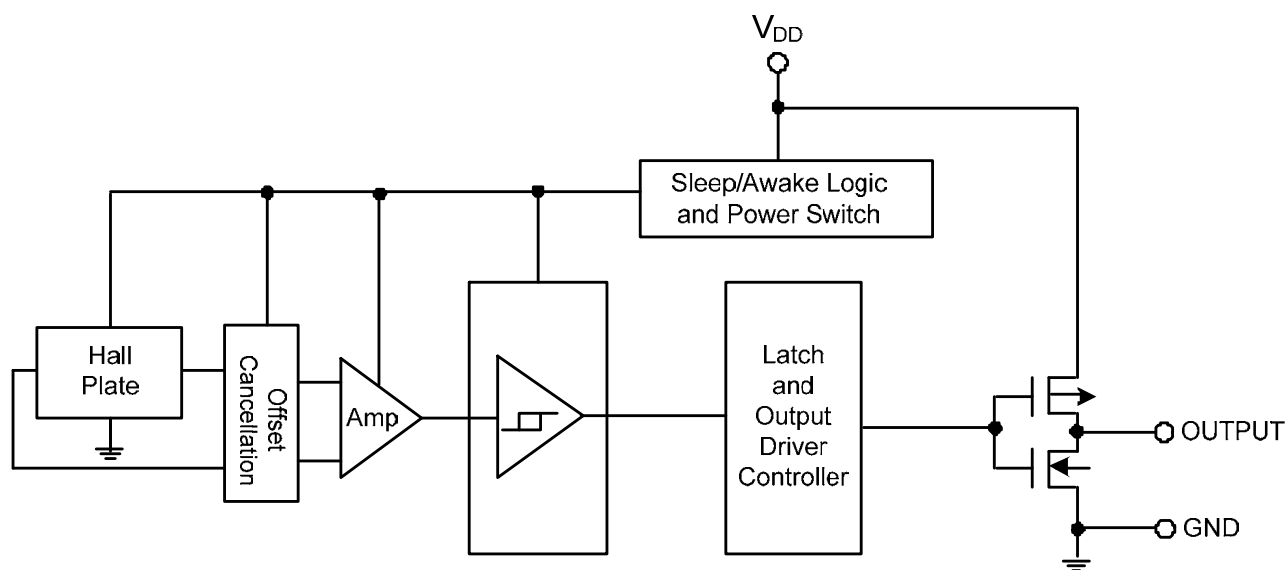 VDD
Sleep/Awake Logic
and Power Switch
Hall
Plate
Offset
Cancellation
Amp
Latch
and
Output
Driver
Controller
OUTPUT
GND